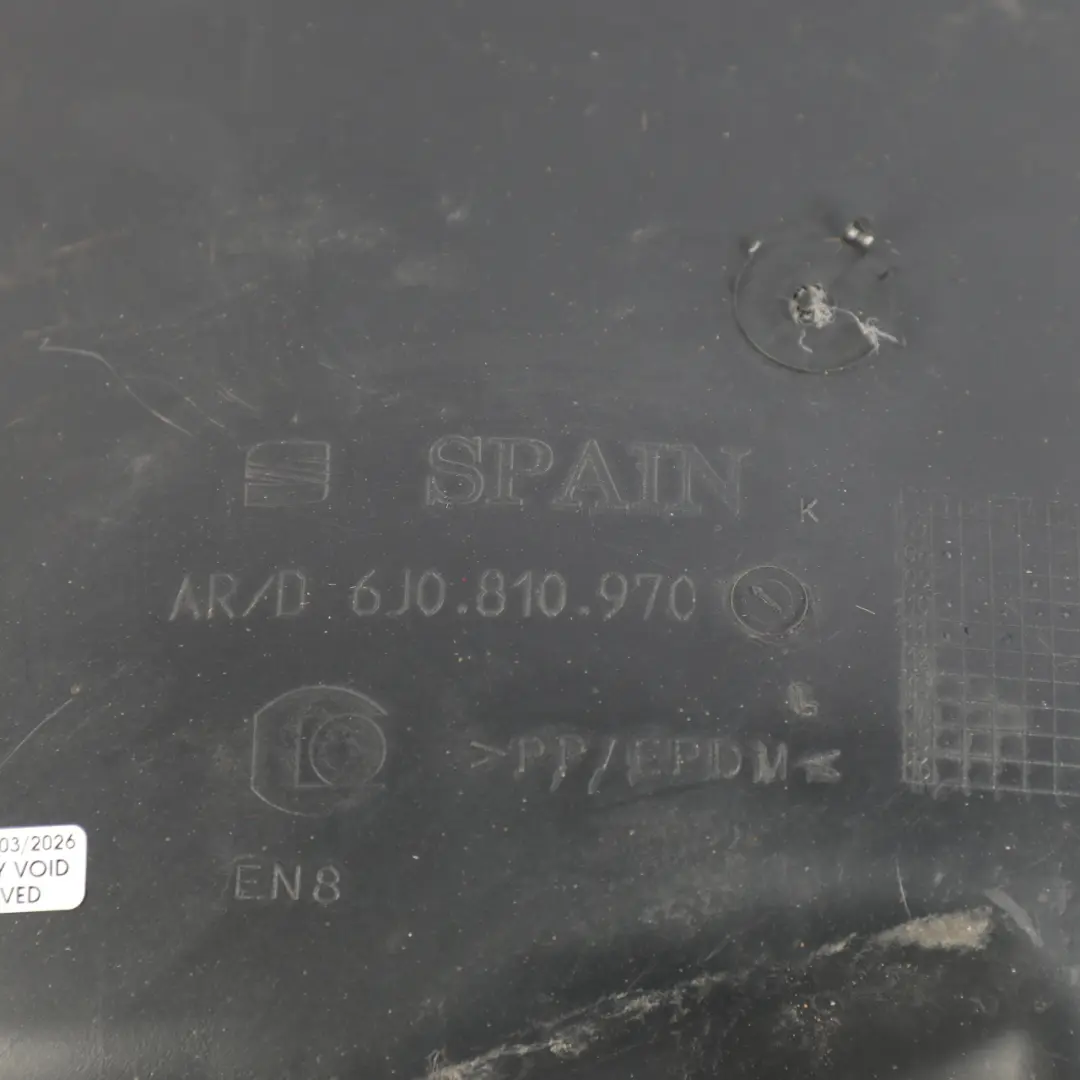 SPAIN
K
AR/D 6J0.810.970
>PP/EPDM<
03/2026
Y VOID
VED
EN8